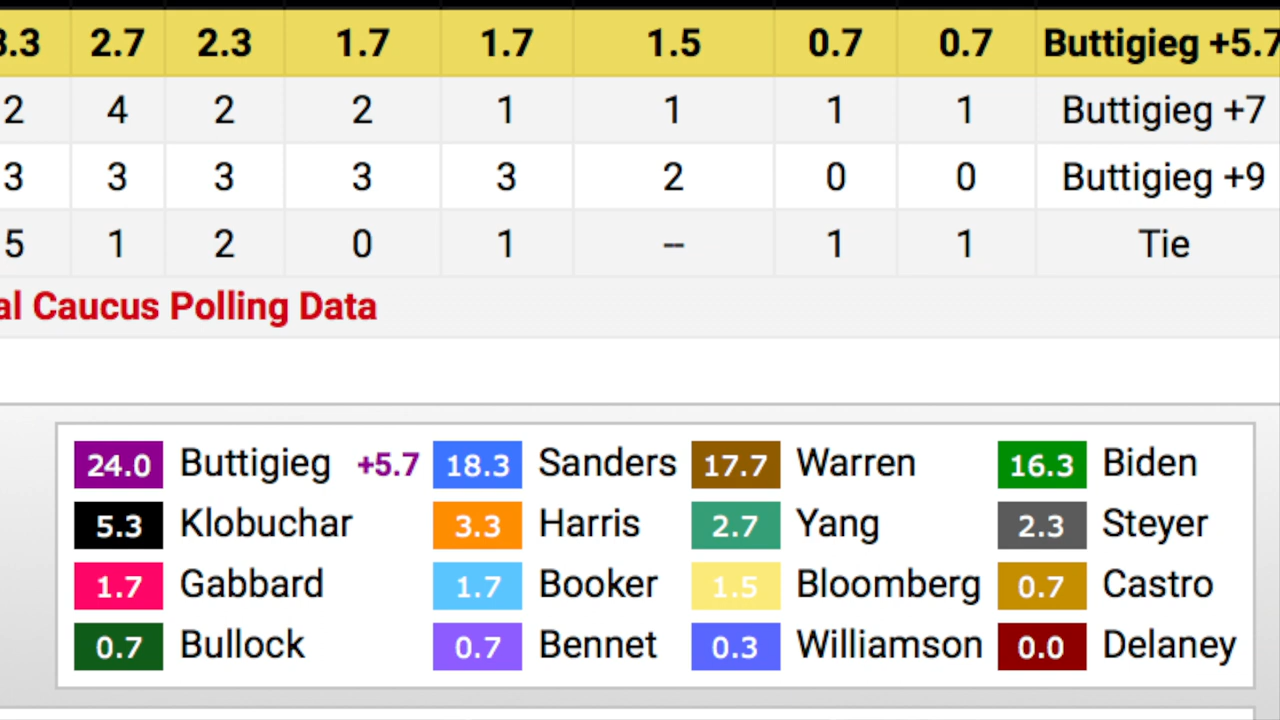 3.3 2.7 2.3 1.7 1.7 1.5 0.7 0.7 Buttigieg +5.7
2 4 2 2 1 1 1 1 Buttigieg +7
3 3 3 3 3 2 0 0 Buttigieg +9
5 1 2 0 1 -- 1 1 Tie
al Caucus Polling Data
24.0 Buttigieg +5.7 18.3 Sanders 17.7 Warren 16.3 Biden
5.3 Klobuchar 3.3 Harris 2.7 Yang 2.3 Steyer
1.7 Gabbard 1.7 Booker 1.5 Bloomberg 0.7 Castro
0.7 Bullock 0.7 Bennet 0.3 Williamson 0.0 Delaney